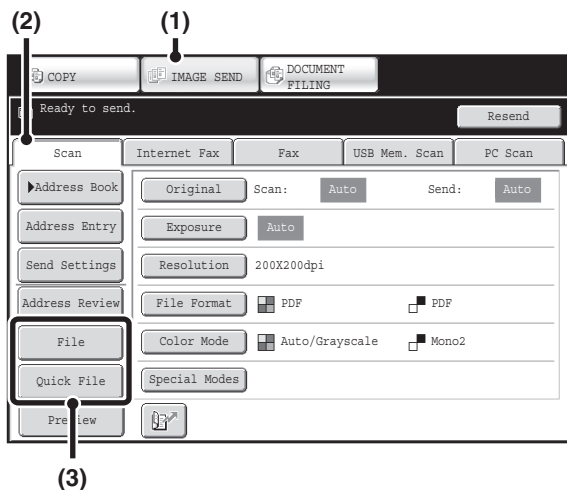 (2) (1)
COPY IMAGE SEND DOCUMENT
FILING
Ready to send.
Resend
Scan Internet Fax Fax USB Mem. Scan PC Scan
Address Book Original Scan: Auto Send: Auto
Address Entry Exposure Auto
Send Settings Resolution 200X200dpi
Address Review File Format PDF PDF
File Color Mode Auto/Grayscale Mono2
Quick File Special Modes
Preview
(3)